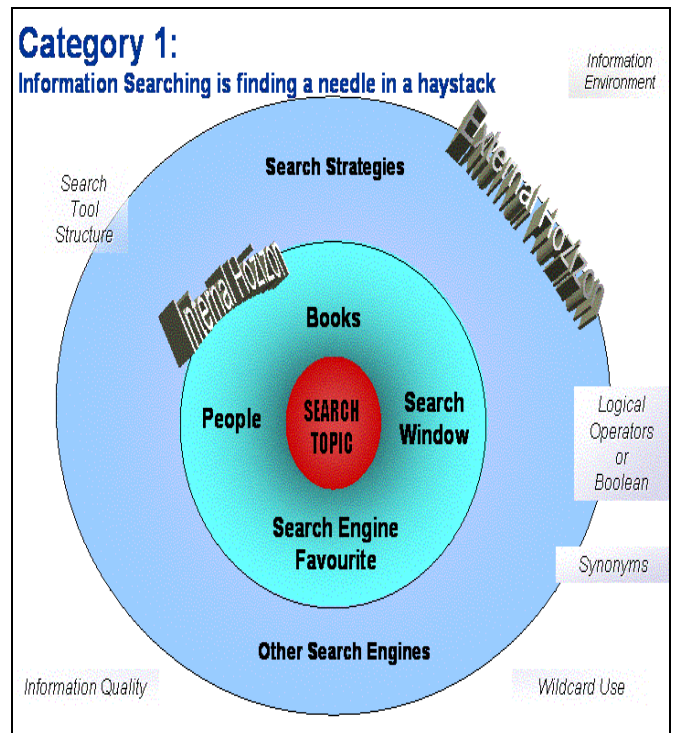 Category 1:
Information Searching is finding a needle in a haystack
Information
Environment
External Hozizon
Search Strategies
Search
Tool
Structure
Internal Hozizon
Books
People
SEARCH
TOPIC
Search
Window
Logical
Operators
or
Boolean
Search Engine
Favourite
Synonyms
Other Search Engines
Information Quality
Wildcard Use